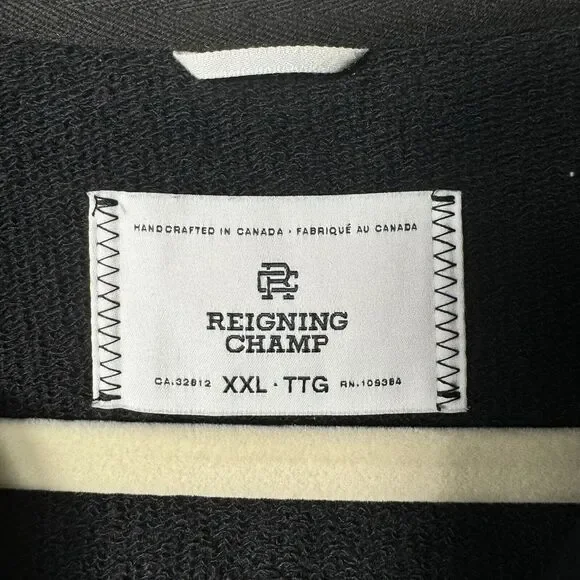 HANDCRAFTED IN CANADA · FABRIQUÉ AU CANADA
RC
REIGNING
CHAMP
CA.32812 XXL · TTG RN.109384